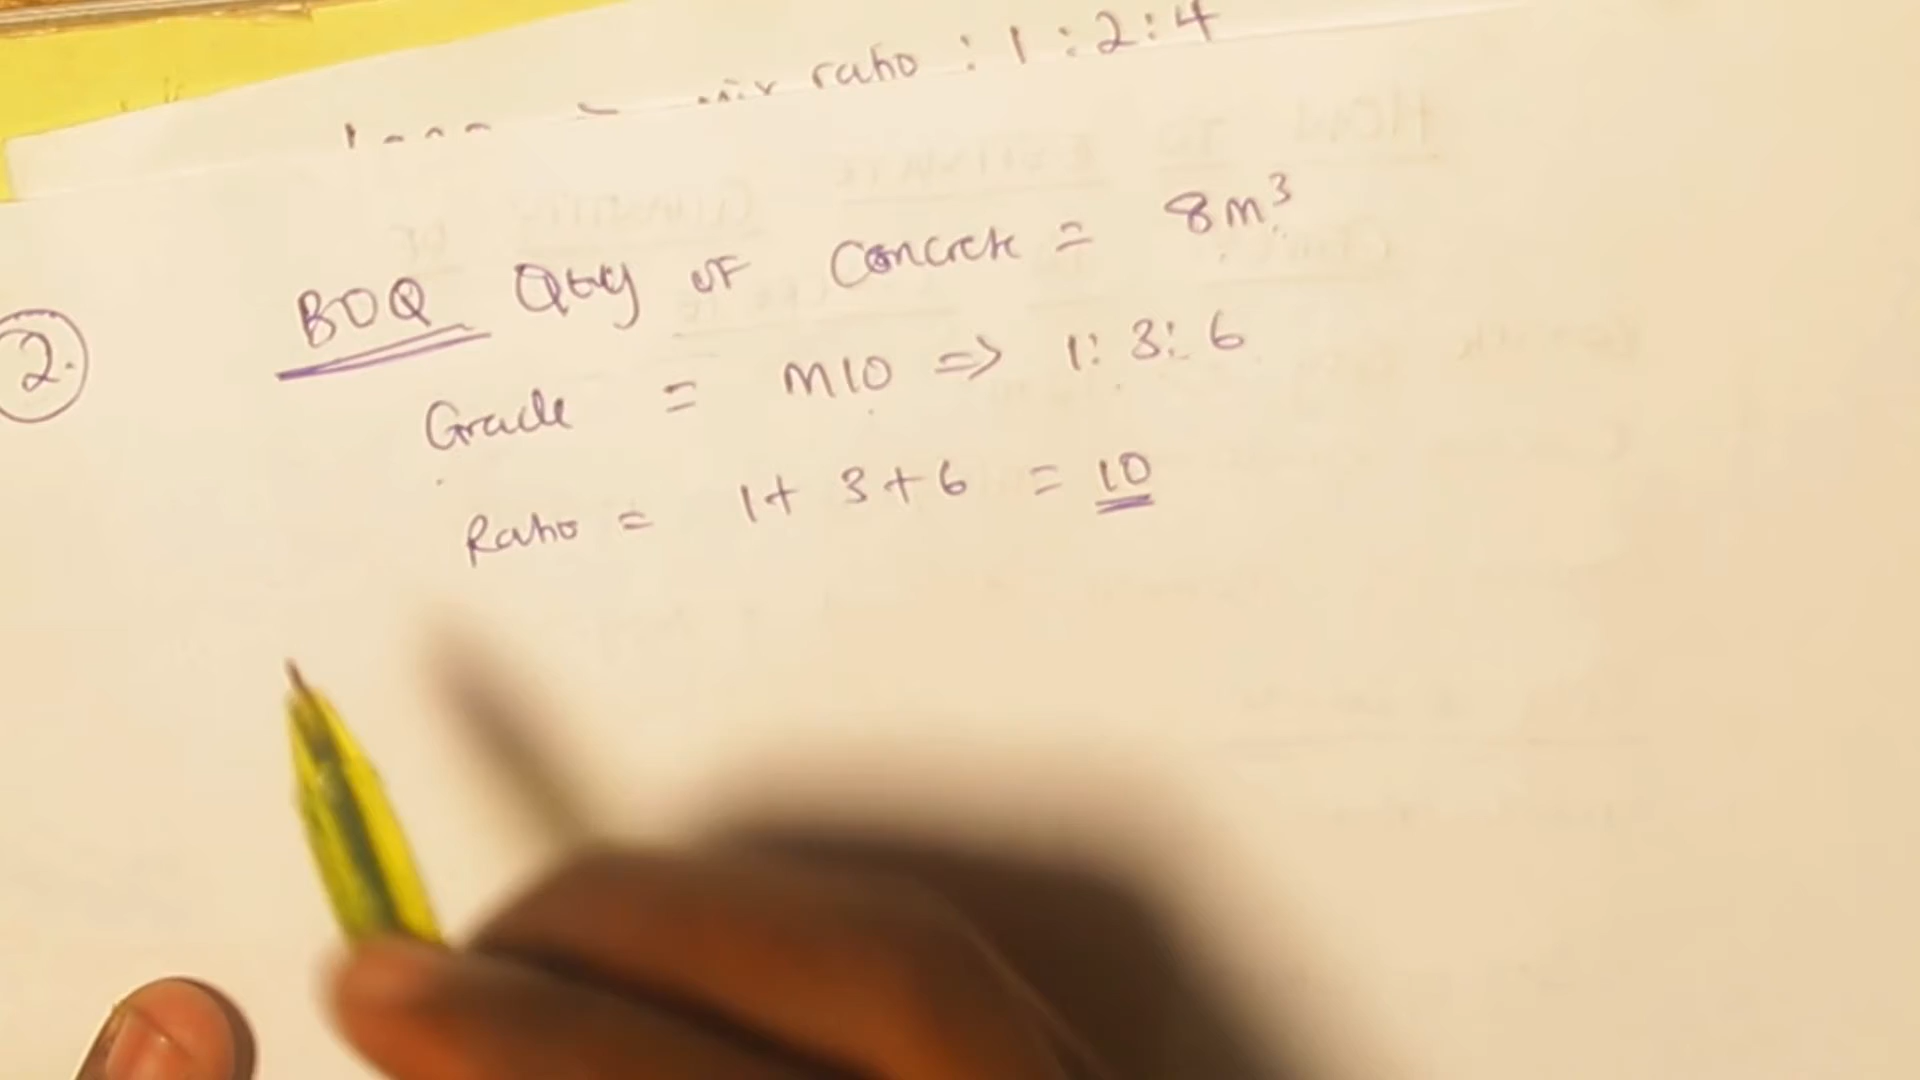 ratio : 1 : 2 : 4
2.
BOQ Qty of Concrete = 8m³
Grade = M10 => 1: 3: 6
Ratio = 1+ 3+6 = 10